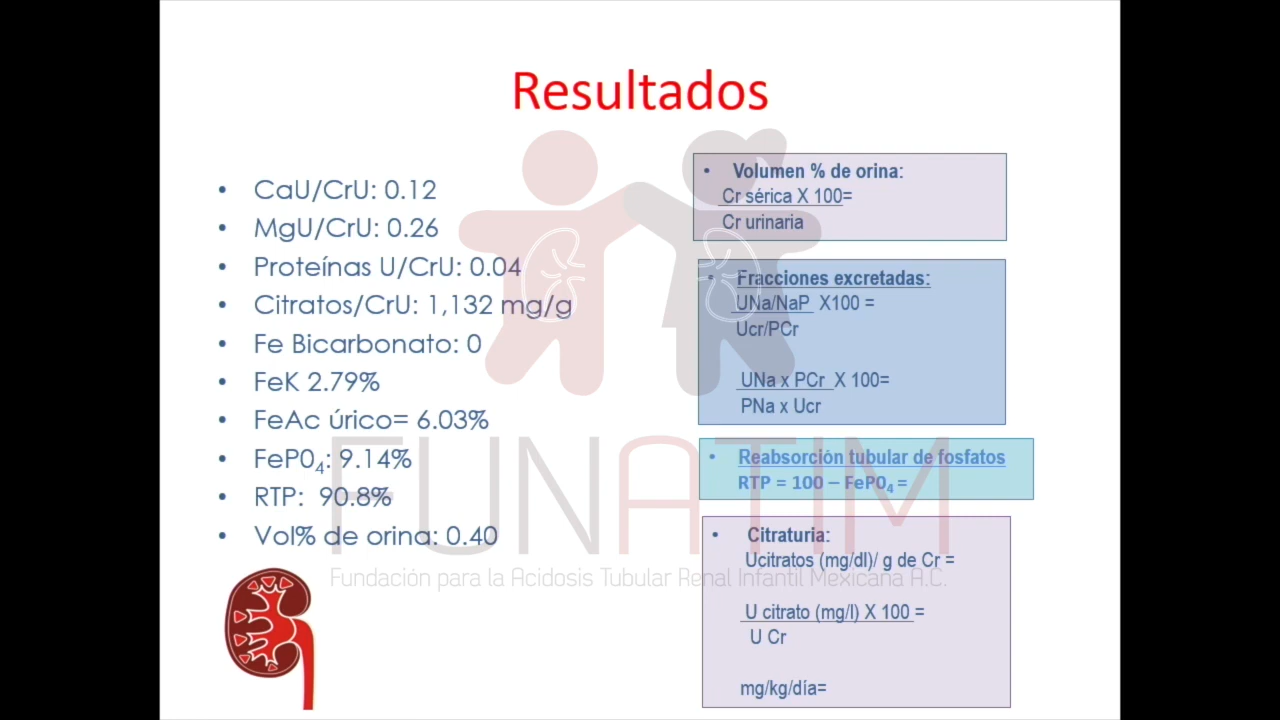 Resultados
• CaU/CrU: 0.12
• MgU/CrU: 0.26
• Proteínas U/CrU: 0.04
• Citratos/CrU: 1,132 mg/g
• Fe Bicarbonato: 0
• FeK 2.79%
• FeAc úrico= 6.03%
• FeP0₄: 9.14%
• RTP: 90.8%
• Vol% de orina: 0.40
• Volumen % de orina:
Cr sérica X 100=
Cr urinaria
• Fracciones excretadas:
UNa/NaP X100 =
Ucr/PCr
UNa x PCr X 100=
PNa x Ucr
• Reabsorción tubular de fosfatos
RTP = 100 – FeP0₄ =
• Citraturia:
Ucitratos (mg/dl)/ g de Cr =
U citrato (mg/l) X 100 =
U Cr
mg/kg/día=
FUNATIM
Fundación para la Acidosis Tubular Renal Infantil Mexicana A.C.